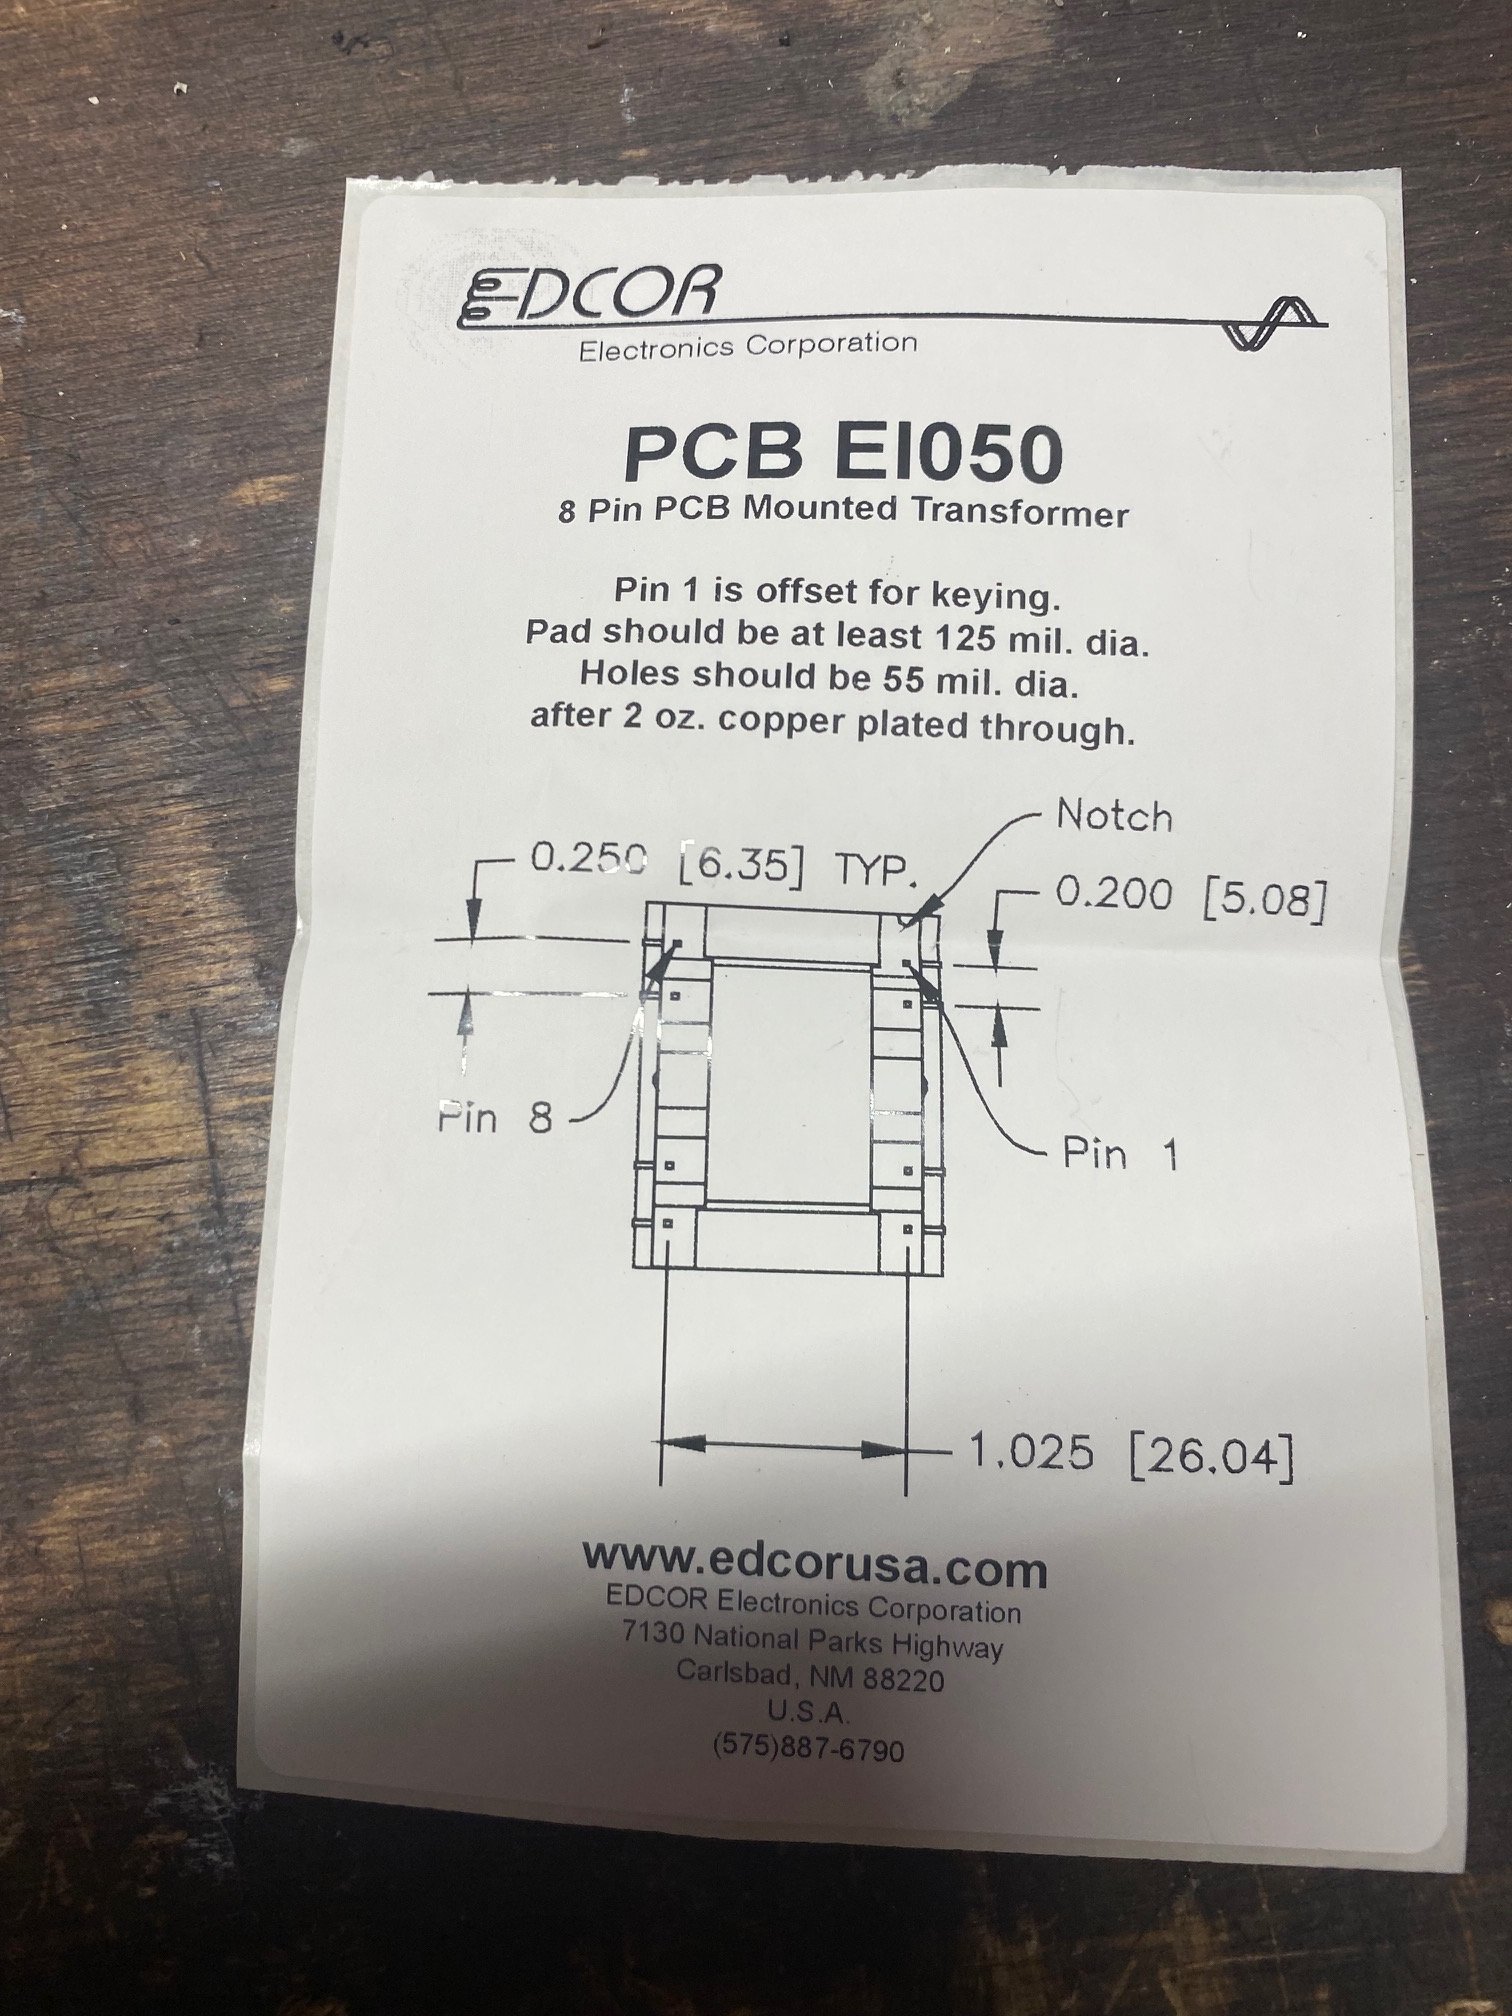 EDCOR
Electronics Corporation
PCB EI050
8 Pin PCB Mounted Transformer
Pin 1 is offset for keying.
Pad should be at least 125 mil. dia.
Holes should be 55 mil. dia.
after 2 oz. copper plated through.
Notch
0.250 [6.35] TYP.
0.200 [5.08]
Pin 8
Pin 1
1.025 [26.04]
www.edcorusa.com
EDCOR Electronics Corporation
7130 National Parks Highway
Carlsbad, NM 88220
U.S.A.
(575)887-6790